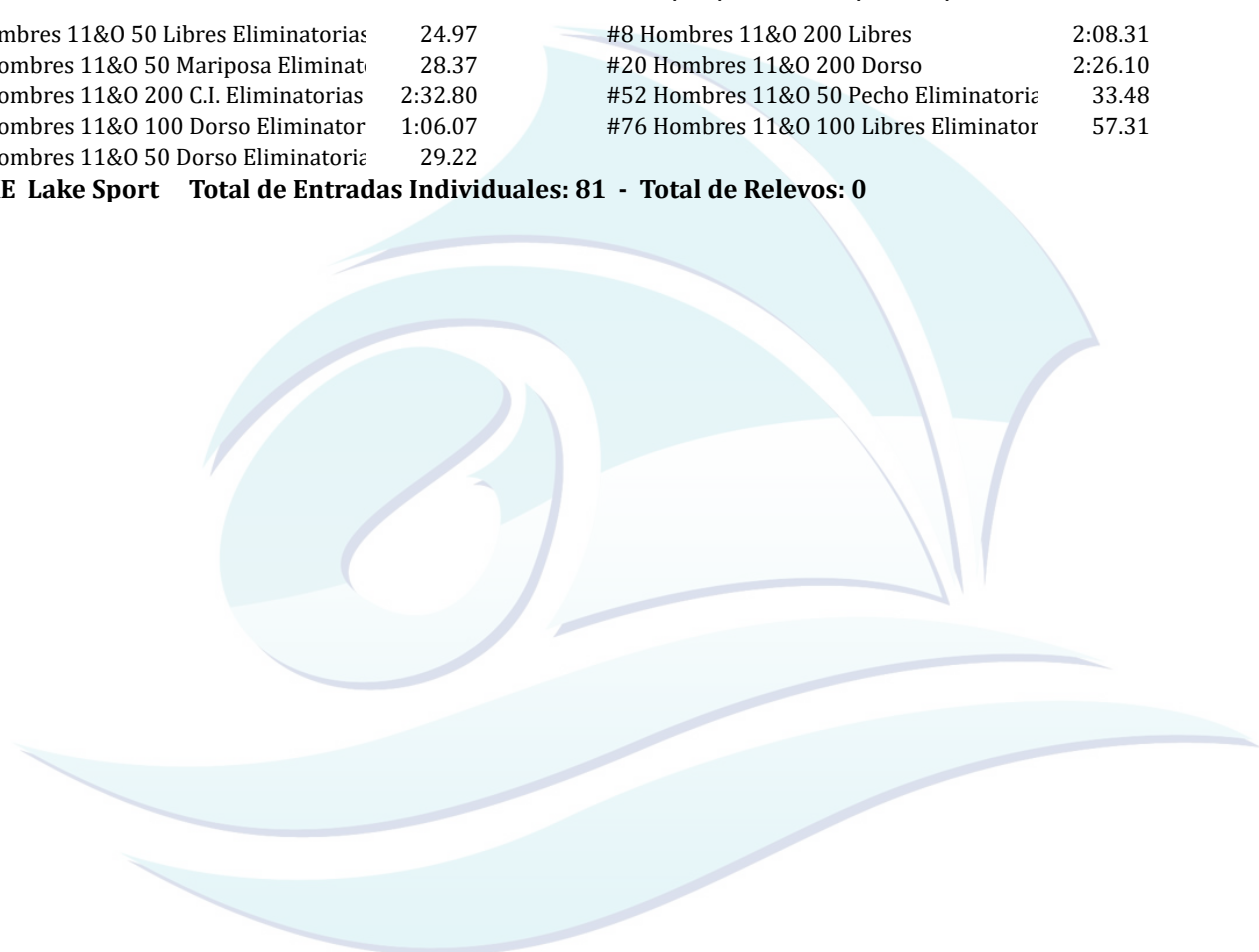 mbres 11&O 50 Libres Eliminatorias 24.97 #8 Hombres 11&O 200 Libres 2:08.31
ombres 11&O 50 Mariposa Eliminat 28.37 #20 Hombres 11&O 200 Dorso 2:26.10
ombres 11&O 200 C.I. Eliminatorias 2:32.80 #52 Hombres 11&O 50 Pecho Eliminatoria 33.48
ombres 11&O 100 Dorso Eliminator 1:06.07 #76 Hombres 11&O 100 Libres Eliminator 57.31
ombres 11&O 50 Dorso Eliminatoria 29.22
E Lake Sport Total de Entradas Individuales: 81 - Total de Relevos: 0